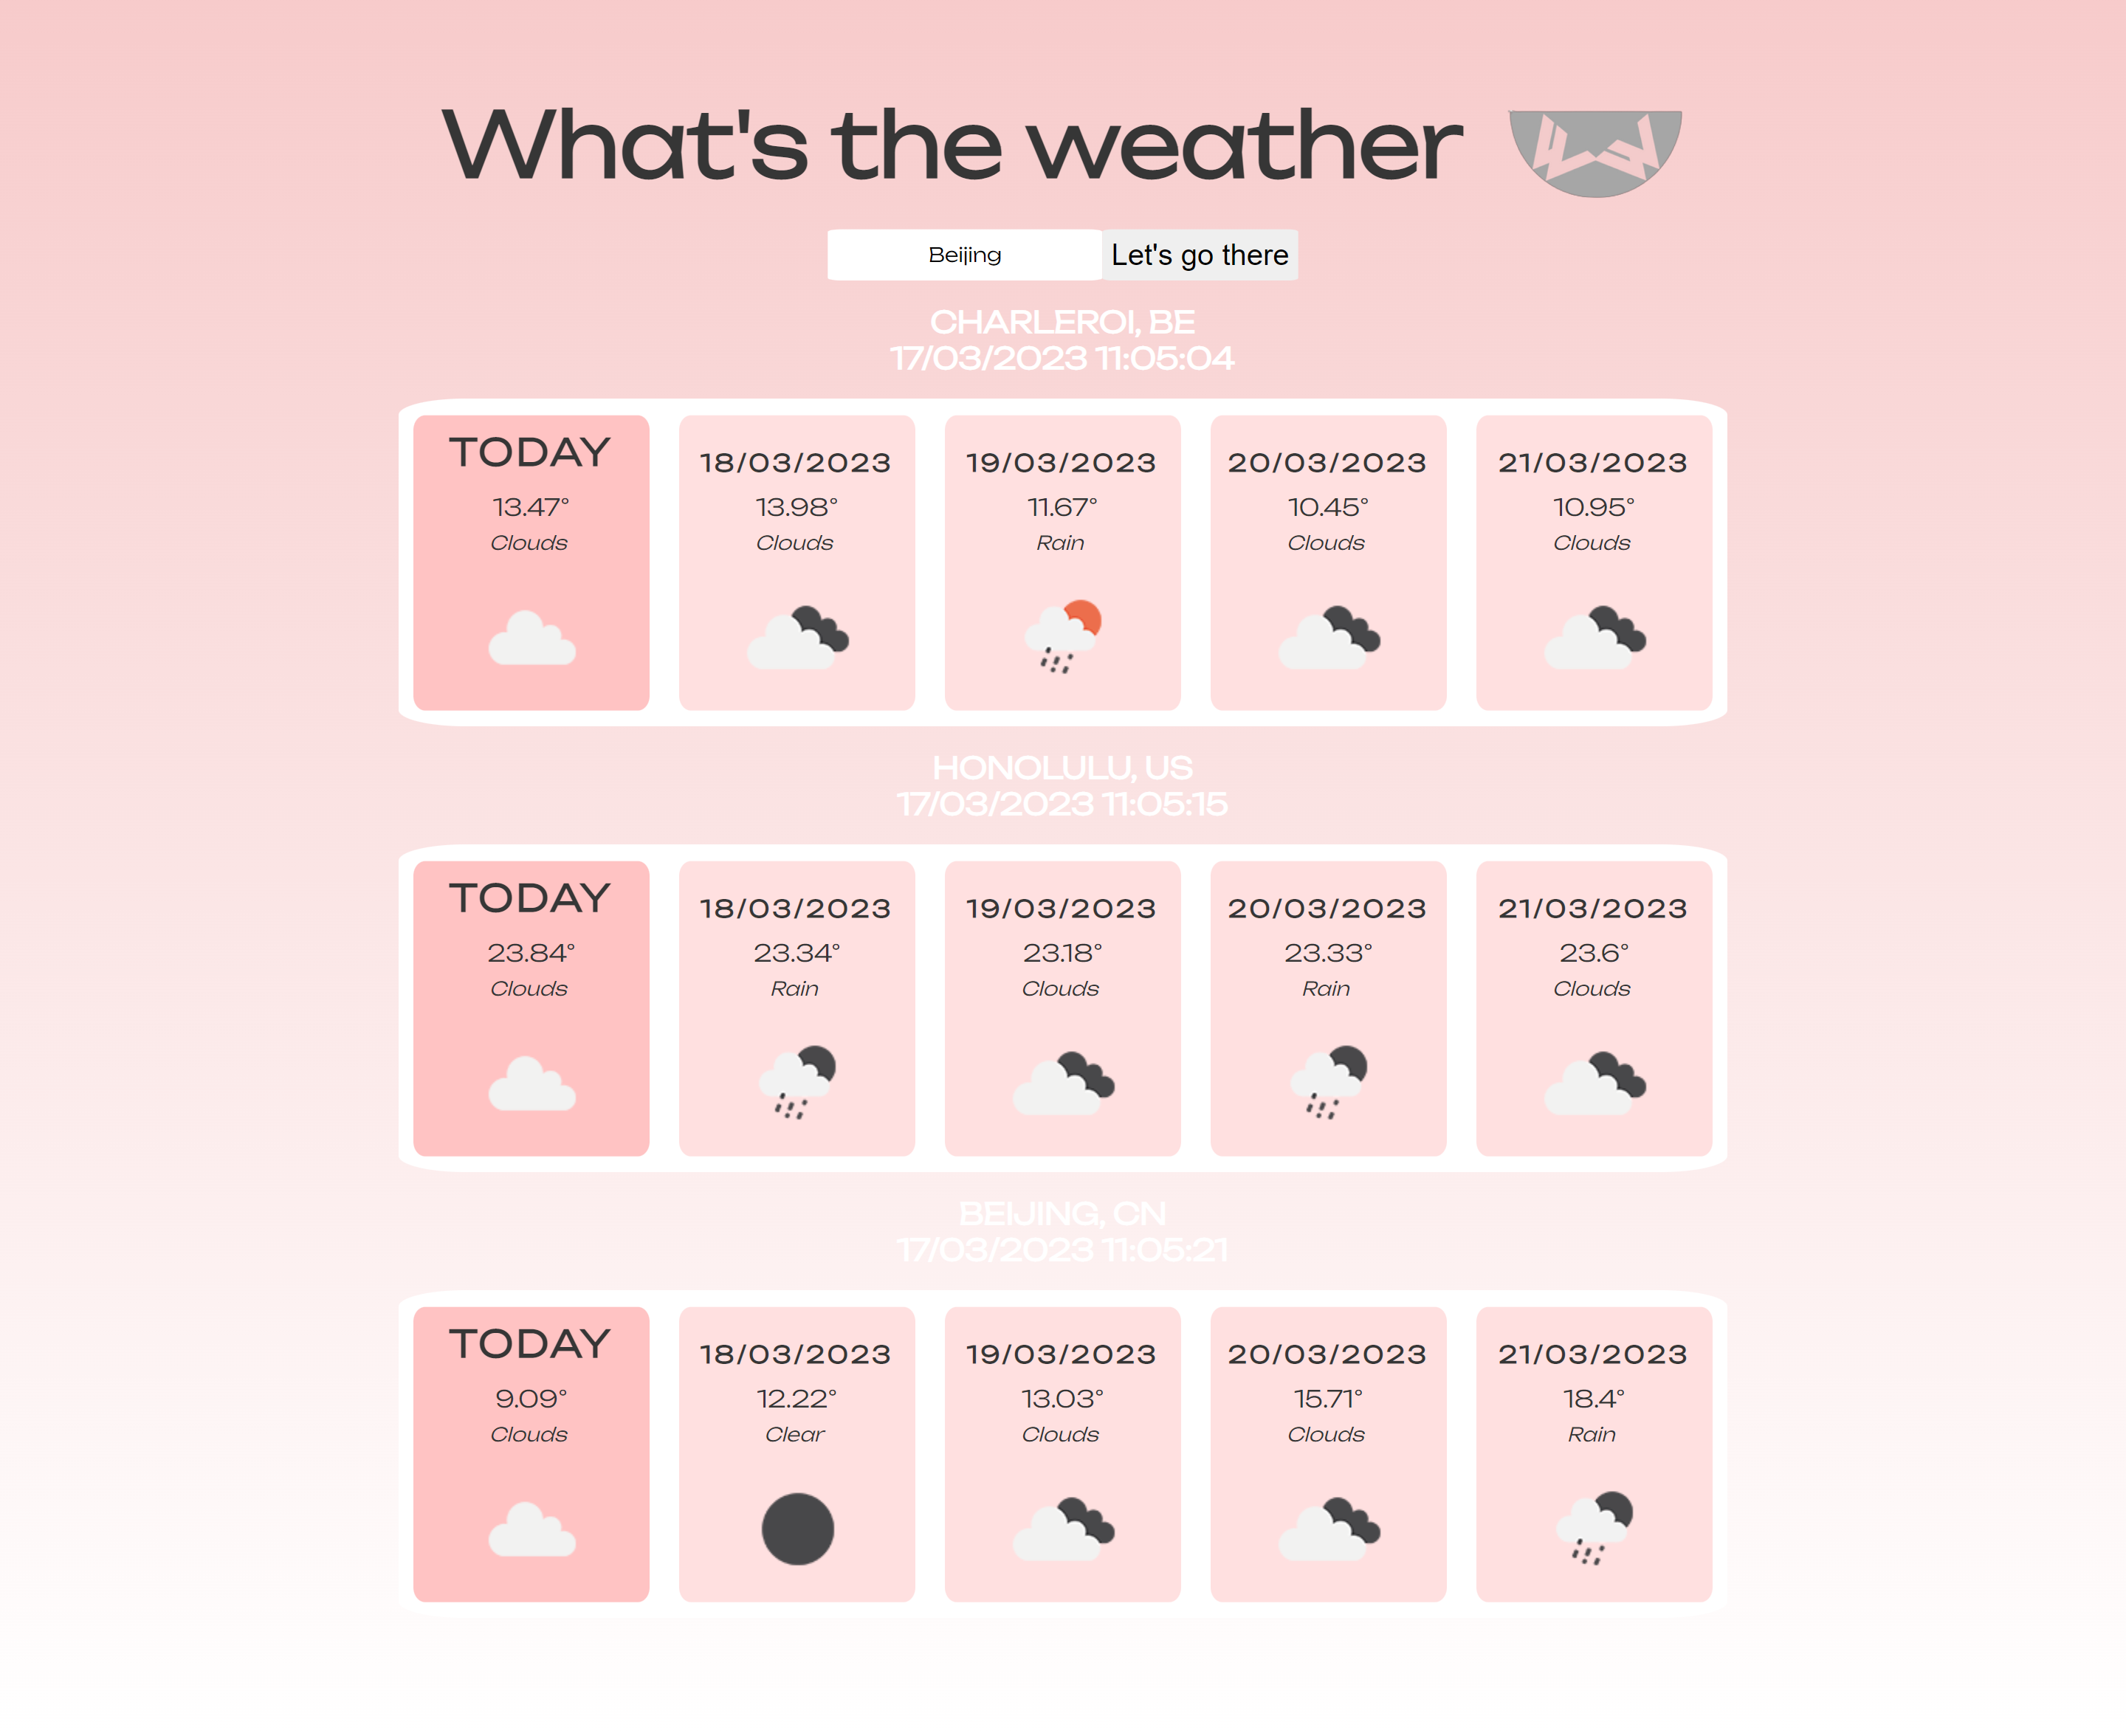 What's the weather
Beijing
Let's go there
CHARLEROI, BE
17/03/2023 11:05:04
TODAY
13.47°
Clouds
18/03/2023
13.98°
Clouds
19/03/2023
11.67°
Rain
20/03/2023
10.45°
Clouds
21/03/2023
10.95°
Clouds
HONOLULU, US
17/03/2023 11:05:15
TODAY
23.84°
Clouds
18/03/2023
23.34°
Rain
19/03/2023
23.18°
Clouds
20/03/2023
23.33°
Rain
21/03/2023
23.6°
Clouds
BEIJING, CN
17/03/2023 11:05:21
TODAY
9.09°
Clouds
18/03/2023
12.22°
Clear
19/03/2023
13.03°
Clouds
20/03/2023
15.71°
Clouds
21/03/2023
18.4°
Rain